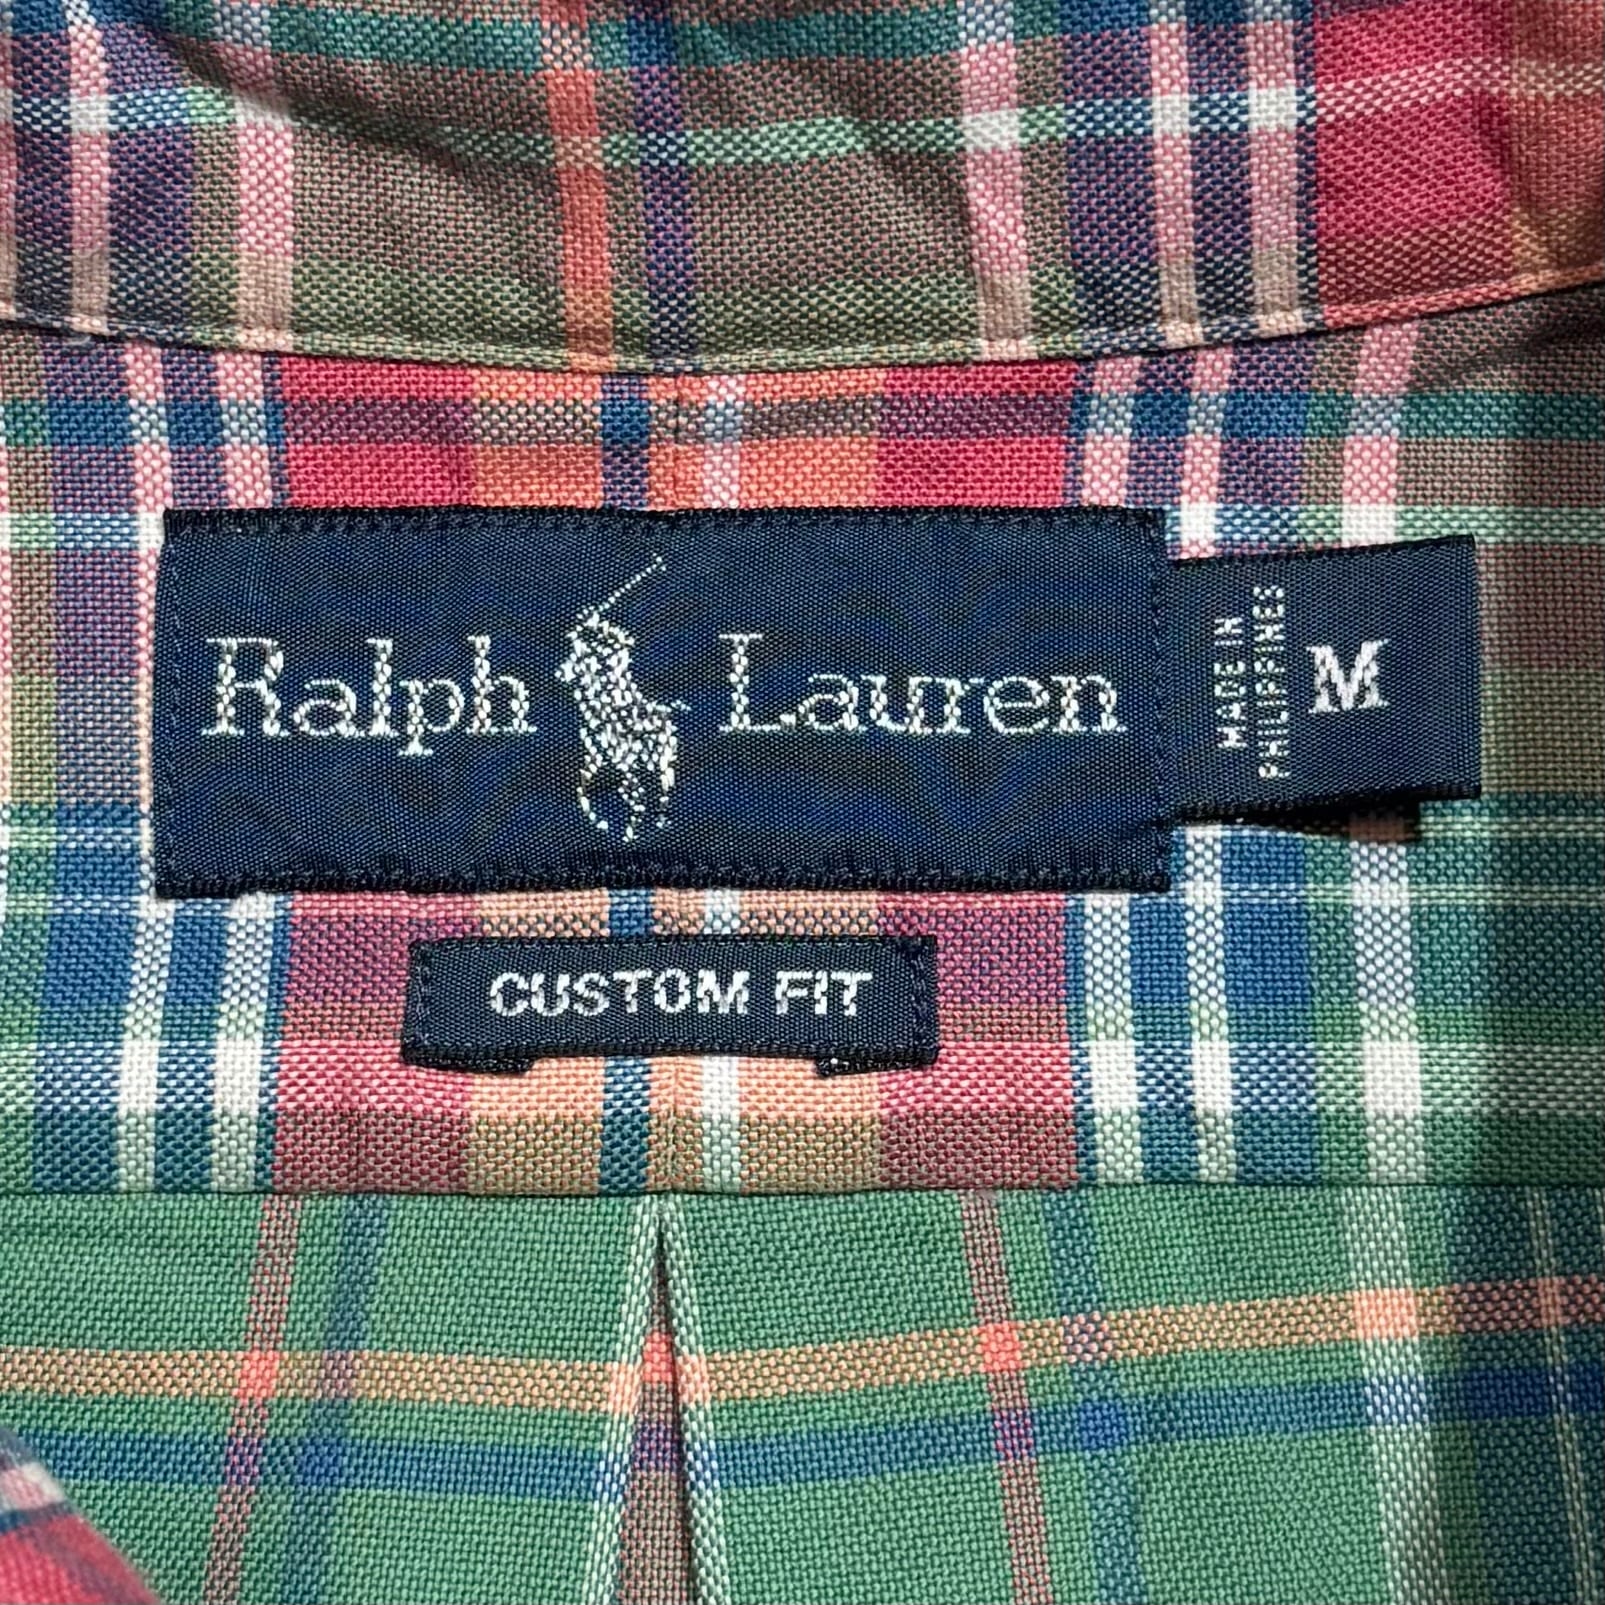 Ralph Lauren
MADE IN
PHILIPPINES
M
CUSTOM FIT